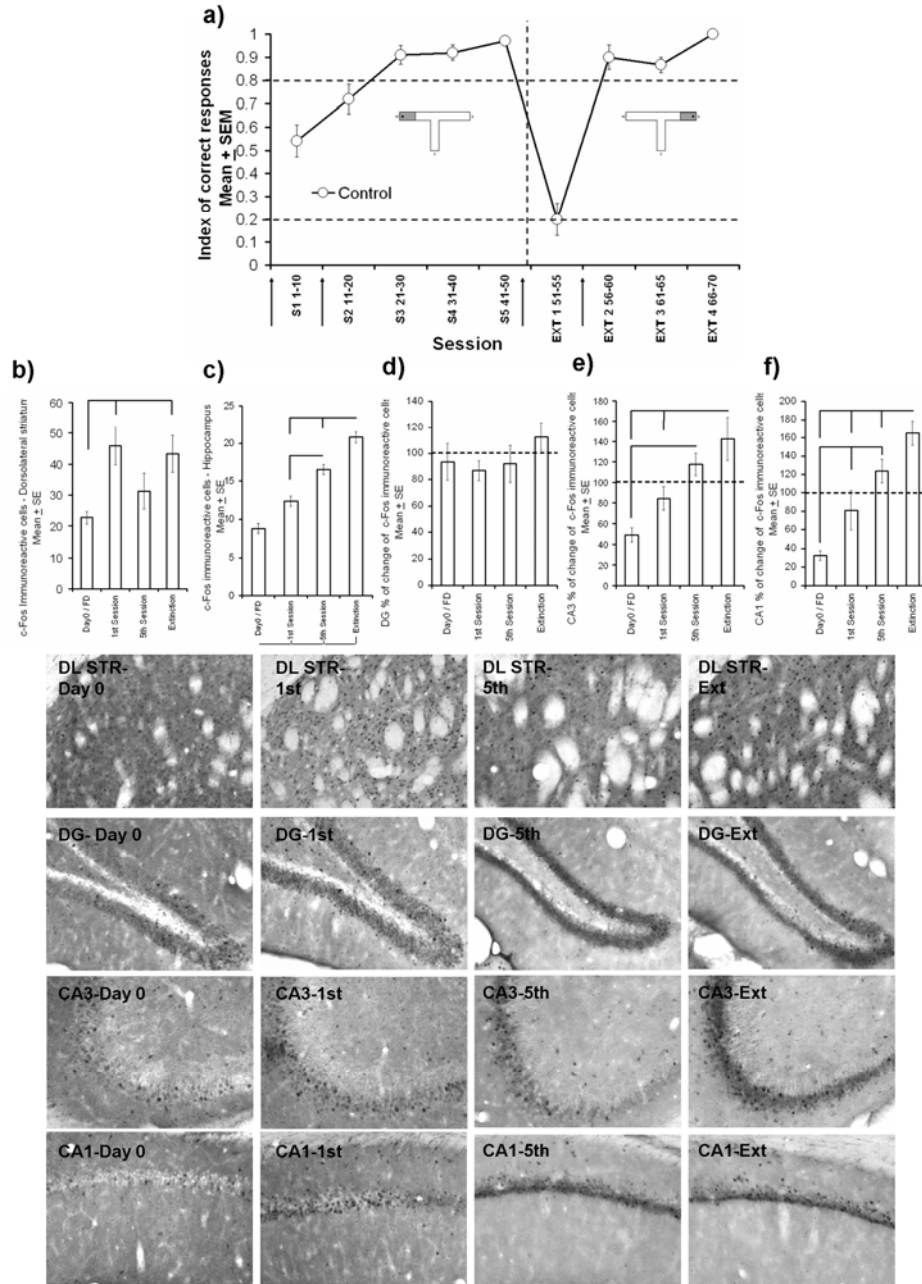 a)
Index of correct responses
Mean ± SEM
1
0.9
0.8
0.7
0.6
0.5
0.4
0.3
0.2
0.1
0
Control
S1 1-10
S2 11-20
S3 21-30
S4 31-40
S5 41-50
EXT 1 51-55
EXT 2 56-60
EXT 3 61-65
EXT 4 66-70
Session
b)
c-Fos Immunoreactive cells - Dorsolateral striatum
Mean ± SE
60
50
40
30
20
10
0
Day0 / FD
1st Session
5th Session
Extinction
c)
c-Fos immunoreactive cells - Hippocampus
Mean ± SE
25
20
15
10
5
0
Day0 / FD
-1st Session
-5th Session
Extinction
d)
DG % of change of c-Fos immunoreactive cells
Mean ± SE
200
180
160
140
120
100
80
60
40
20
0
Day0 / FD
1st Session
5th Session
Extinction
e)
CA3 % of change of c-Fos immunoreactive cells
Mean ± SE
200
180
160
140
120
100
80
60
40
20
0
Day0 / FD
1st Session
5th Session
Extinction
f)
CA1 % of change of c-Fos immunoreactive cells
Mean ± SE
200
180
160
140
120
100
80
60
40
20
0
Day0 / FD
1st Session
5th Session
Extinction
DL STR-
Day 0
DL STR-
1st
DL STR-
5th
DL STR-
Ext
DG- Day 0
DG-1st
DG-5th
DG-Ext
CA3-Day 0
CA3-1st
CA3-5th
CA3-Ext
CA1-Day 0
CA1-1st
CA1-5th
CA1-Ext